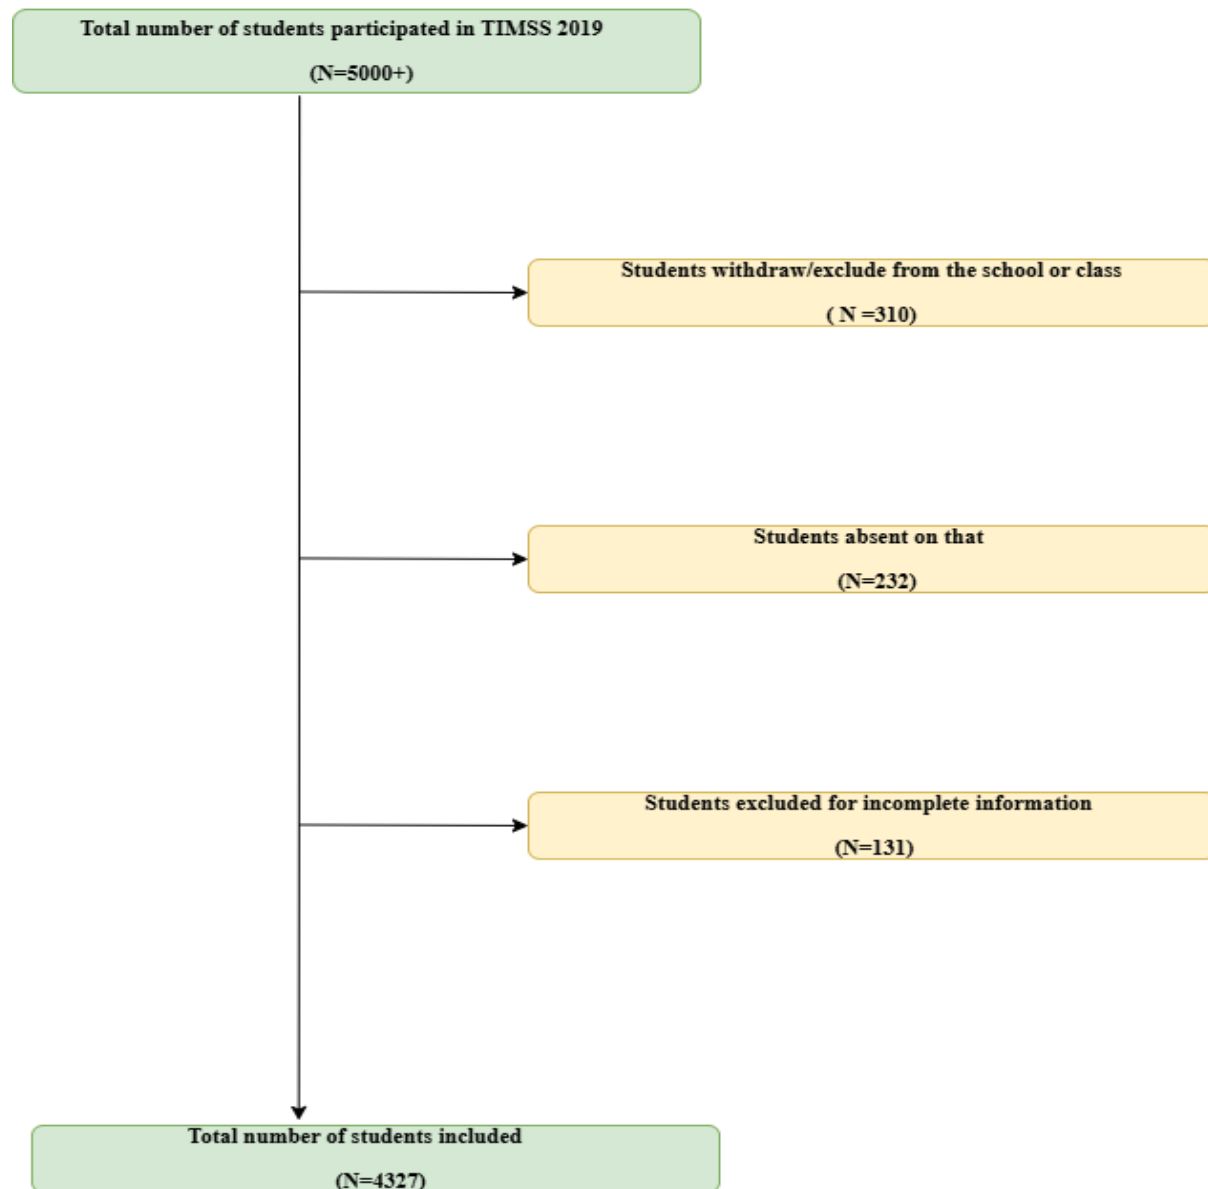 Total number of students participated in TIMSS 2019
(N=5000+)
Students withdraw/exclude from the school or class
( N =310)
Students absent on that
(N=232)
Students excluded for incomplete information
(N=131)
Total number of students included
(N=4327)